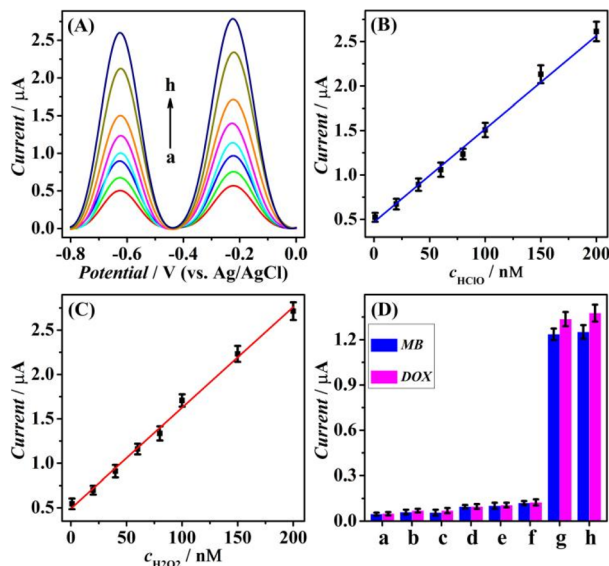 (A)
2.5
2.0
1.5
1.0
0.5
0.0
h
a
-0.8 -0.6 -0.4 -0.2 0.0
Current / μA
Potential / V (vs. Ag/AgCl)
(B)
2.5
2.0
1.5
1.0
0.5
0 50 100 150 200
Current / μA
cHClO / nM
(C)
2.5
2.0
1.5
1.0
0.5
0 50 100 150 200
Current / μA
cH2O2 / nM
(D)
MB
DOX
1.2
0.9
0.6
0.3
0.0
a b c d e f g h
Current / μA